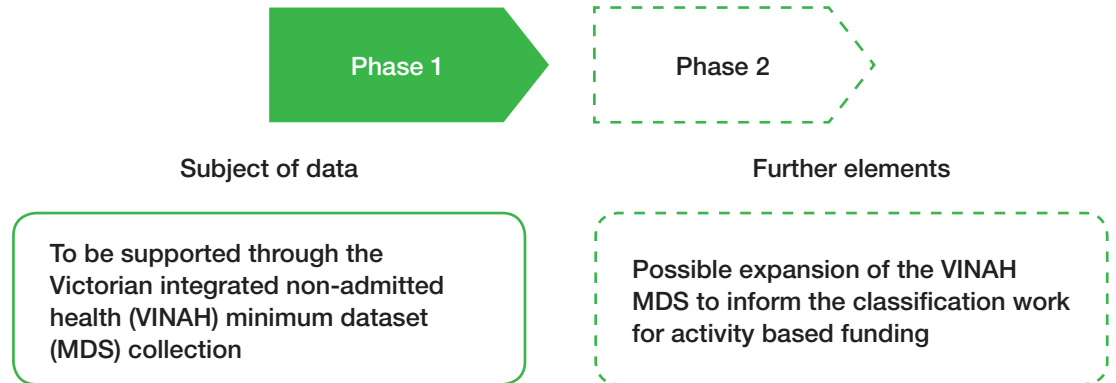 Phase 1
Phase 2
Subject of data
Further elements
To be supported through the
Victorian integrated non-admitted
health (VINAH) minimum dataset
(MDS) collection
Possible expansion of the VINAH
MDS to inform the classification work
for activity based funding